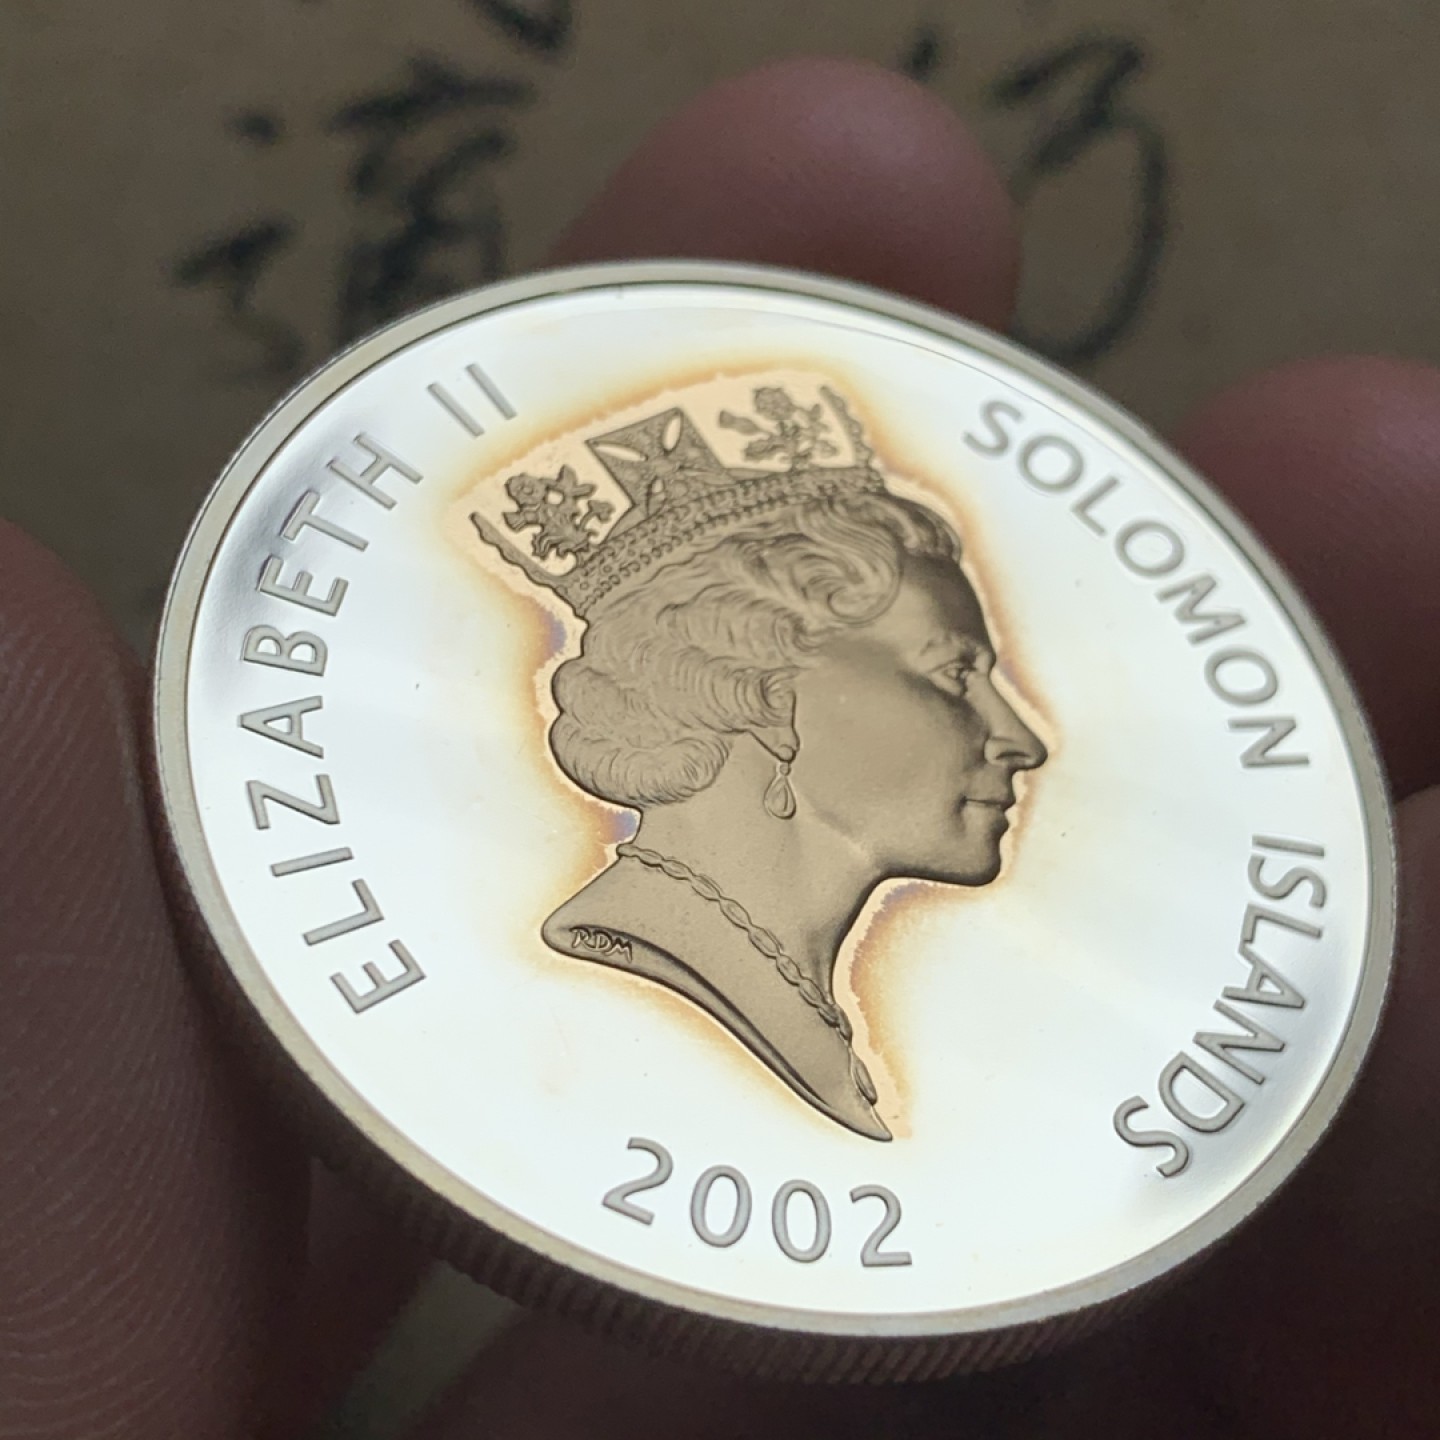 ELIZABETH II
SOLOMON ISLANDS
RDM
2002